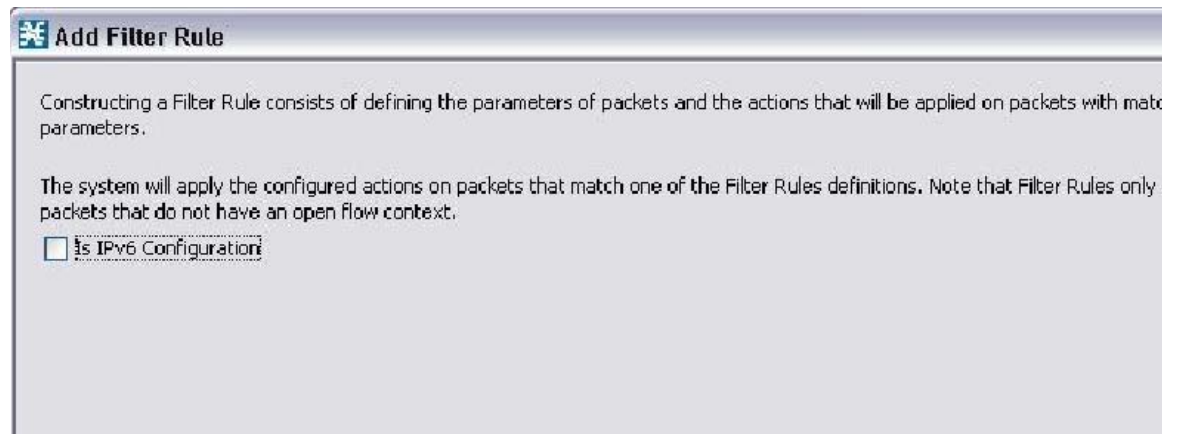 Add Filter Rule
Constructing a Filter Rule consists of defining the parameters of packets and the actions that will be applied on packets with matc
parameters.
The system will apply the configured actions on packets that match one of the Filter Rules definitions. Note that Filter Rules only
packets that do not have an open flow context.
Is IPv6 Configuration